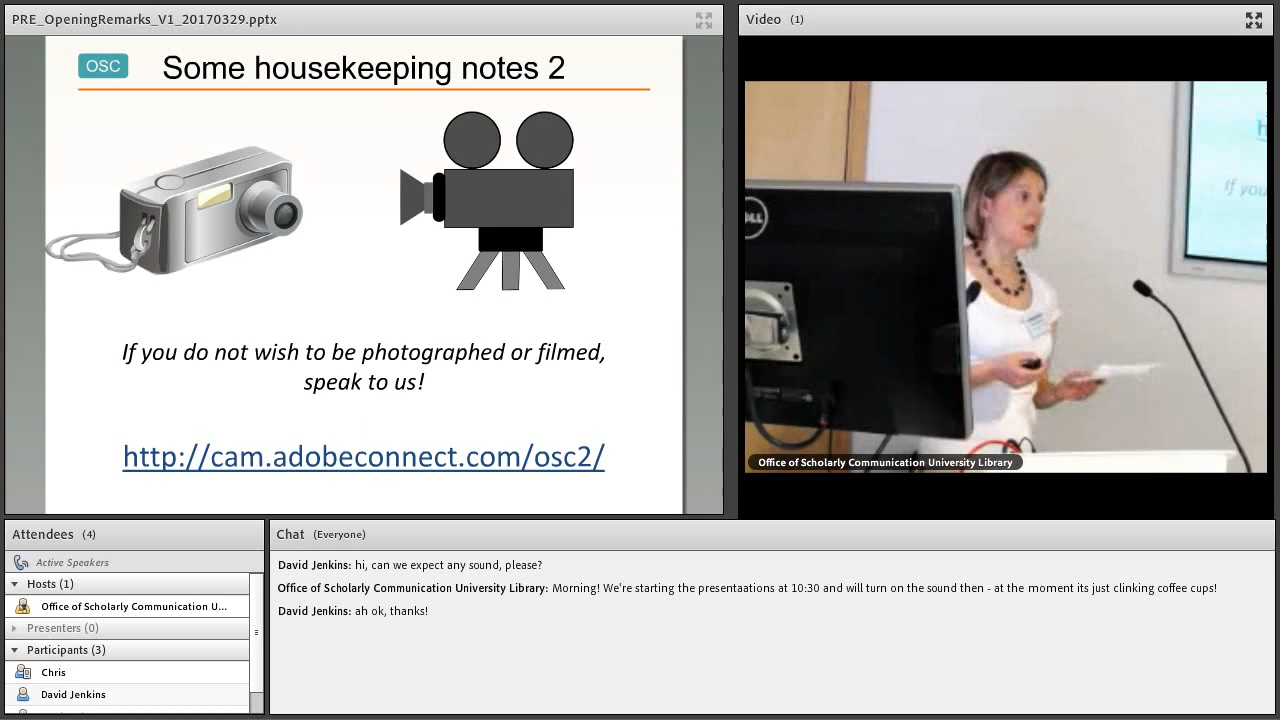 PRE_OpeningRemarks_V1_20170329.pptx
OSC
Some housekeeping notes 2
If you do not wish to be photographed or filmed,
speak to us!
http://cam.adobeconnect.com/osc2/
Video (1)
If you
Office of Scholarly Communication University Library
Attendees (4)
Active Speakers
Hosts (1)
Office of Scholarly Communication U...
Presenters (0)
Participants (3)
Chris
David Jenkins
Chat (Everyone)
David Jenkins: hi, can we expect any sound, please?
Office of Scholarly Communication University Library: Morning! We're starting the presentaations at 10:30 and will turn on the sound then - at the moment its just clinking coffee cups!
David Jenkins: ah ok, thanks!